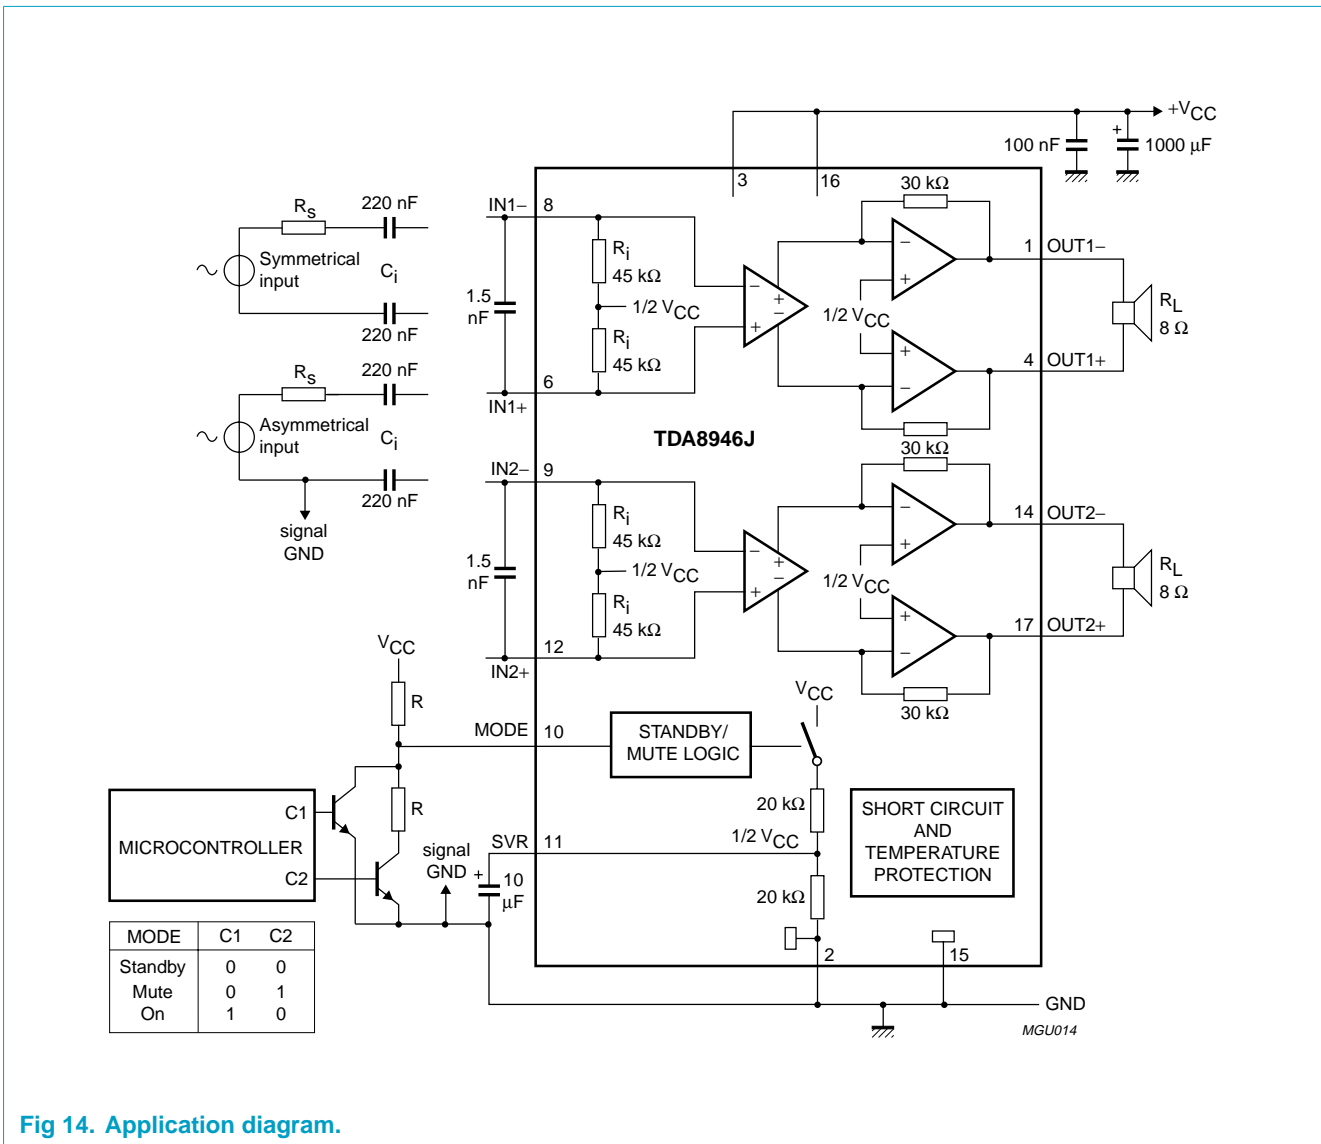 +VCC
100 nF
+
1000 μF
3
16
30 kΩ
RS
220 nF
IN1−
8
Symmetrical
input
Ci
220 nF
1.5
nF
Ri
45 kΩ
1/2 VCC
Ri
45 kΩ
−
+
+
−
−
+
1/2 VCC
+
−
1
OUT1−
RL
8 Ω
4
OUT1+
RS
220 nF
6
IN1+
Asymmetrical
input
Ci
220 nF
signal
GND
TDA8946J
30 kΩ
30 kΩ
IN2−
9
1.5
nF
Ri
45 kΩ
1/2 VCC
Ri
45 kΩ
−
+
+
−
−
+
1/2 VCC
+
−
14
OUT2−
RL
8 Ω
17
OUT2+
12
IN2+
30 kΩ
VCC
R
MODE
10
STANDBY/
MUTE LOGIC
VCC
MICROCONTROLLER
C1
C2
R
signal
GND
SVR
11
+
10
μF
20 kΩ
1/2 VCC
20 kΩ
SHORT CIRCUIT
AND
TEMPERATURE
PROTECTION
2
15
GND
MGU014
MODE C1 C2
Standby 0 0
Mute 0 1
On 1 0
Fig 14. Application diagram.